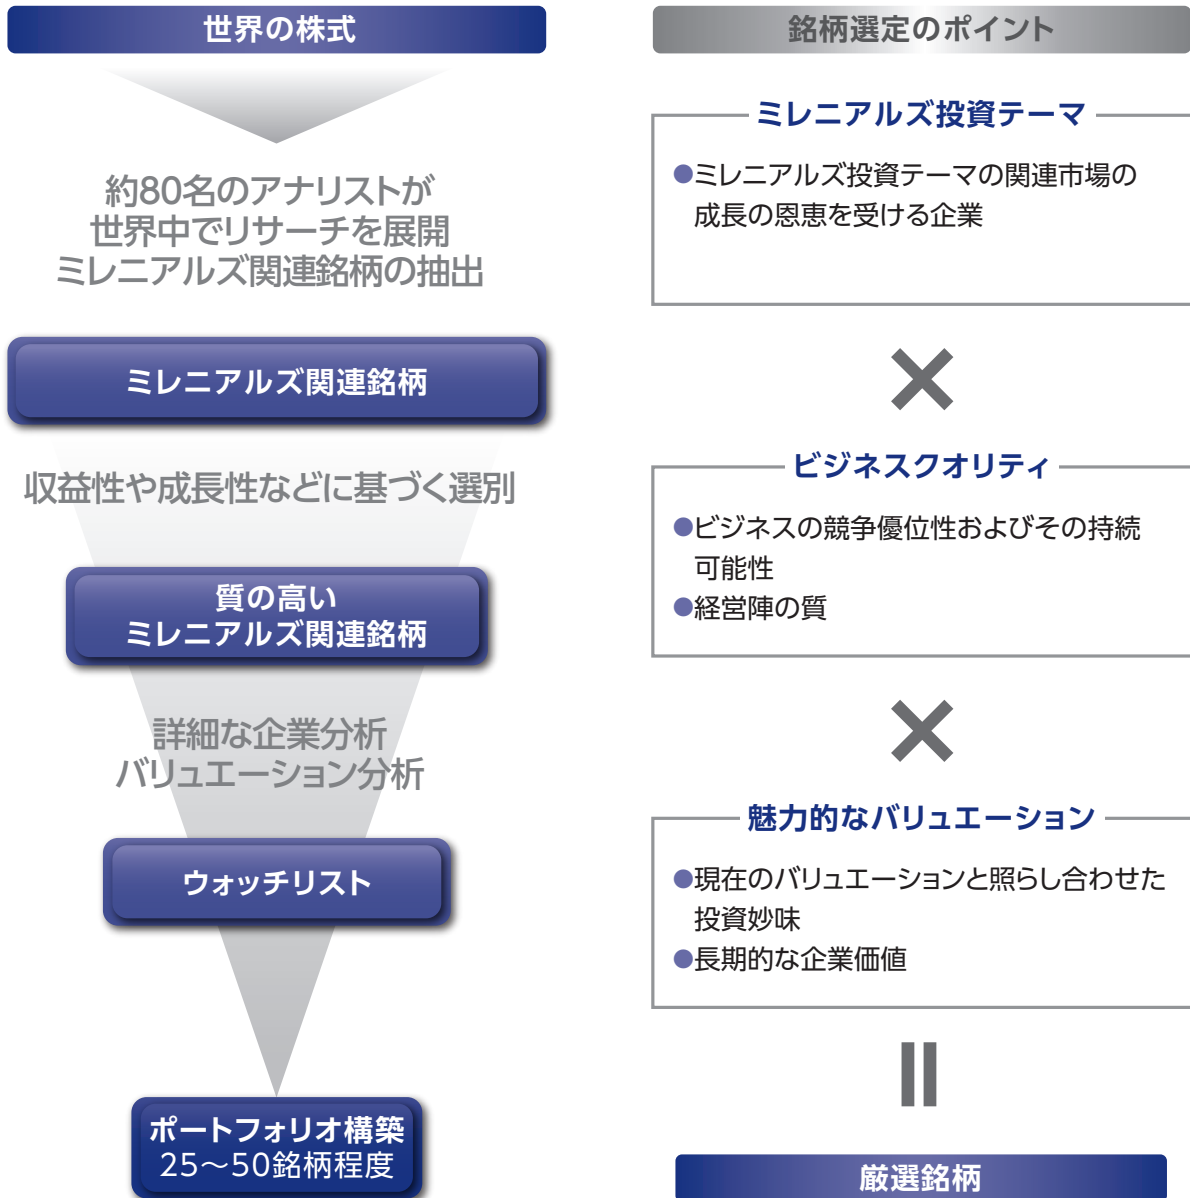 世界の株式
約80名のアナリストが
世界中でリサーチを展開
ミレニアルズ関連銘柄の抽出
ミレニアルズ関連銘柄
収益性や成長性などに基づく選別
質の高い
ミレニアルズ関連銘柄
詳細な企業分析
バリュエーション分析
ウォッチリスト
ポートフォリオ構築
25〜50銘柄程度
銘柄選定のポイント
ミレニアルズ投資テーマ
●ミレニアルズ投資テーマの関連市場の
成長の恩恵を受ける企業
×
ビジネスクオリティ
●ビジネスの競争優位性およびその持続
可能性
●経営陣の質
×
魅力的なバリュエーション
●現在のバリュエーションと照らし合わせた
投資妙味
●長期的な企業価値
厳選銘柄